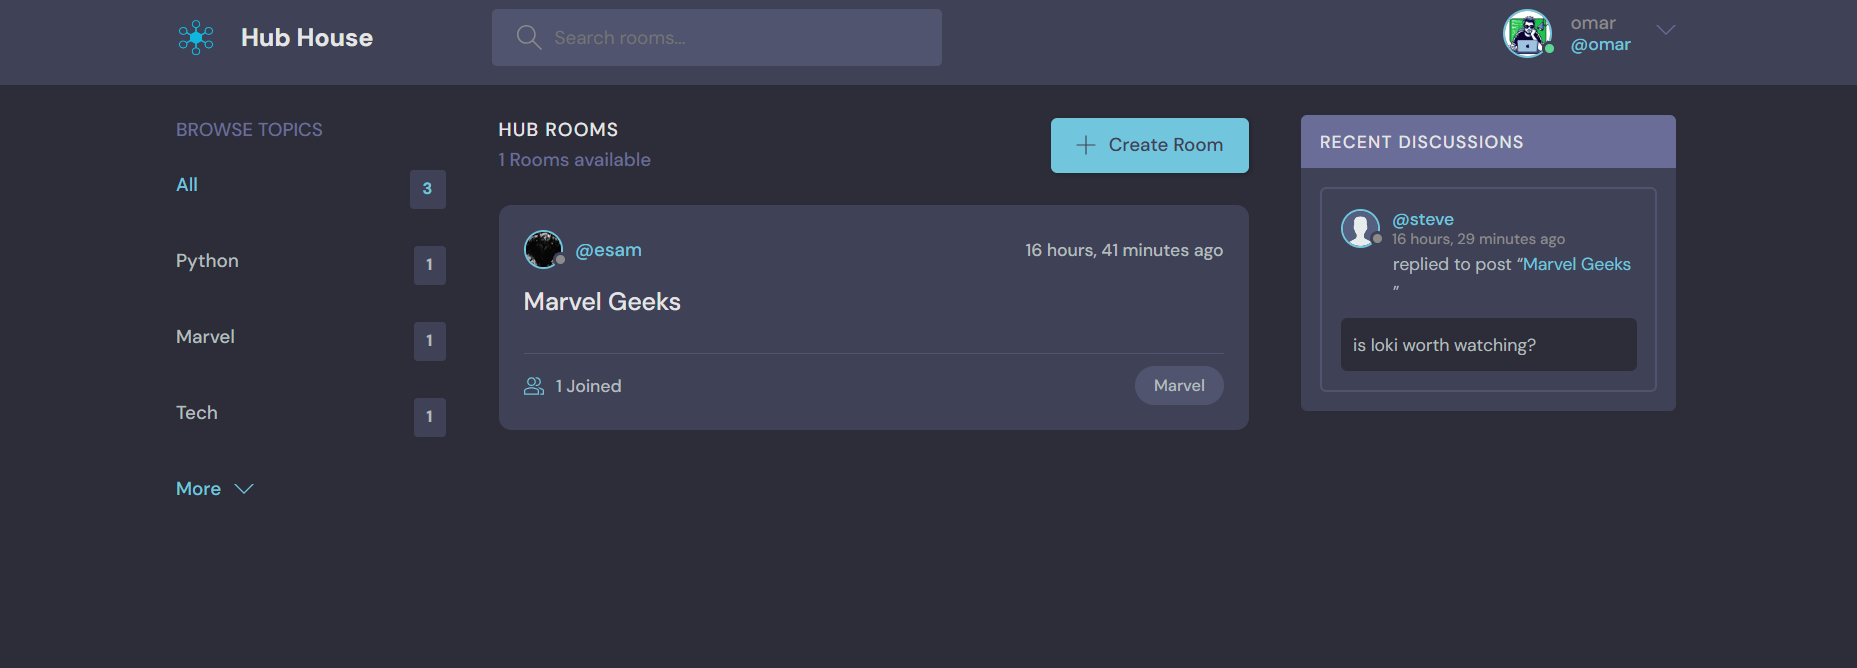 Hub House
Search rooms...
omar
@omar
BROWSE TOPICS
All
3
Python
1
Marvel
1
Tech
1
More
HUB ROOMS
1 Rooms available
Create Room
@esam
16 hours, 41 minutes ago
Marvel Geeks
1 Joined
Marvel
RECENT DISCUSSIONS
@steve
16 hours, 29 minutes ago
replied to post “Marvel Geeks
”
is loki worth watching?